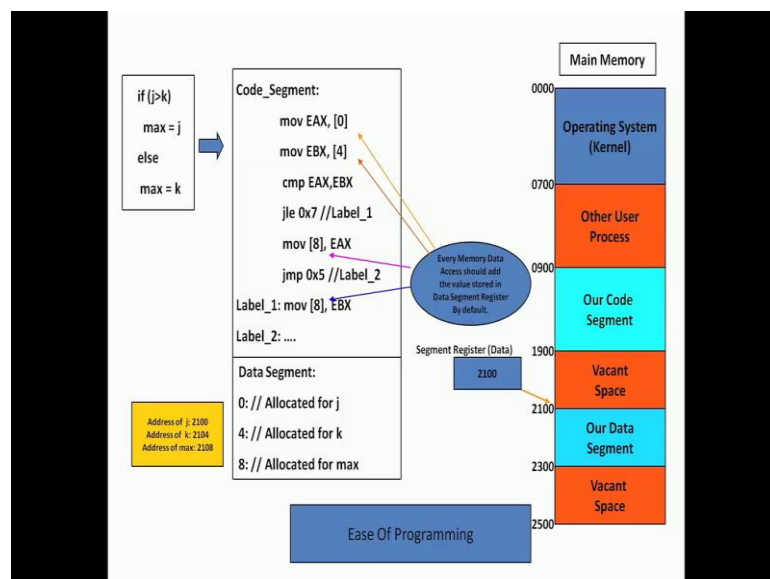 if (j>k)
max = j
else
max = k
Code_Segment:
mov EAX, [0]
mov EBX, [4]
cmp EAX,EBX
jle 0x7 //Label_1
mov [8], EAX
jmp 0x5 //Label_2
Label_1: mov [8], EBX
Label_2: ....
Data Segment:
0: // Allocated for j
4: // Allocated for k
8: // Allocated for max
Address of j: 2100
Address of k: 2104
Address of max: 2108
Every Memory Data
Access should add
the value stored in
Data Segment Register
By default.
Segment Register (Data)
2100
Main Memory
0000
Operating System
(Kernel)
0700
Other User
Process
0900
Our Code
Segment
1900
Vacant
Space
2100
Our Data
Segment
2300
Vacant
Space
2500
Ease Of Programming